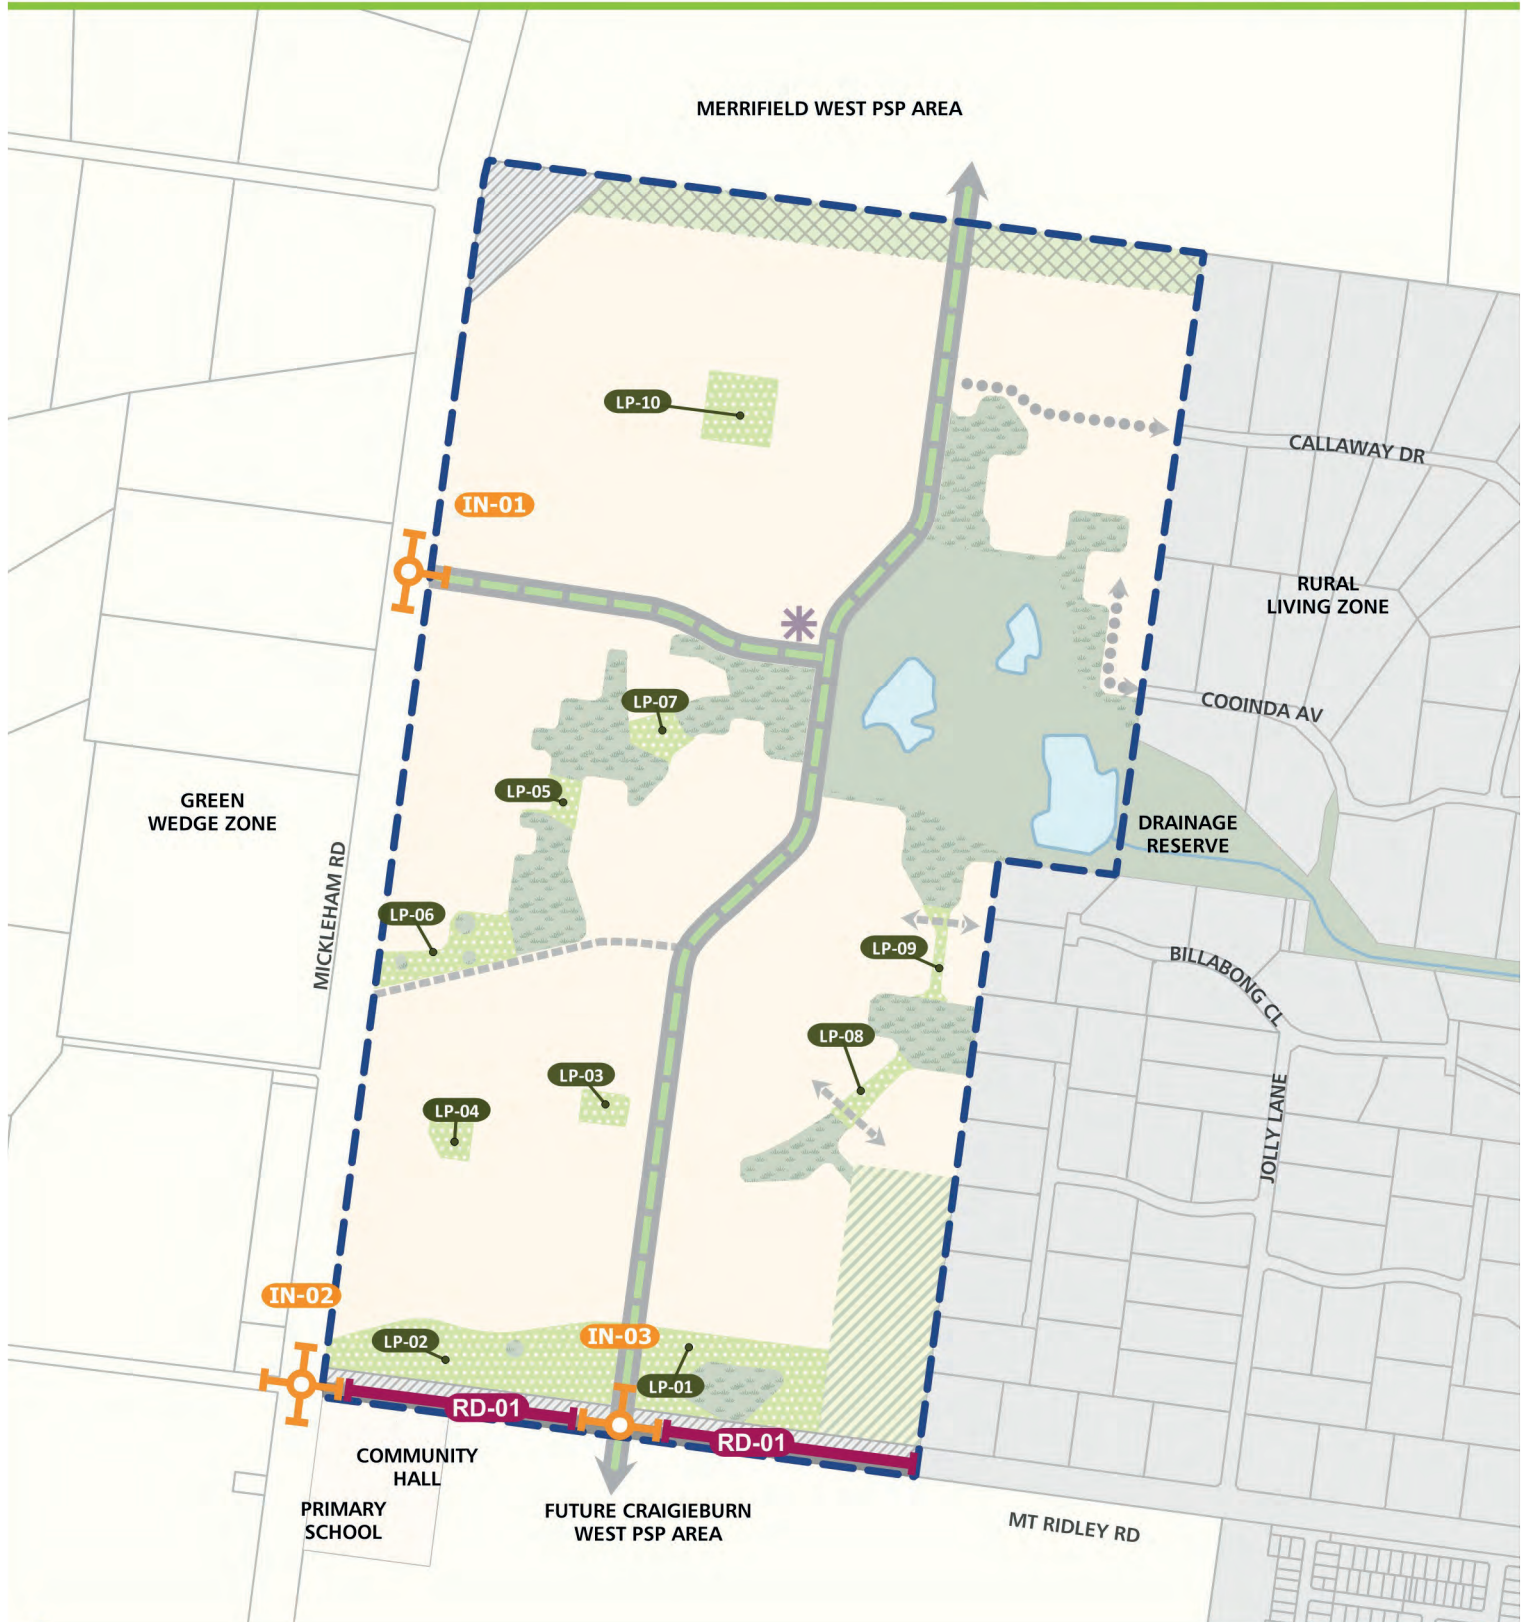 MERRIFIELD WEST PSP AREA
LP-10
CALLAWAY DR
IN-01
RURAL
LIVING ZONE
LP-07
COOINDA AV
LP-05
GREEN
WEDGE ZONE
DRAINAGE
RESERVE
MICKLEHAM RD
LP-06
LP-09
BILLABONG CL
LP-08
LP-03
LP-04
JOLLY LANE
IN-02
IN-03
LP-02
LP-01
RD-01
RD-01
COMMUNITY
HALL
PRIMARY
SCHOOL
FUTURE CRAIGIEBURN
WEST PSP AREA
MT RIDLEY RD